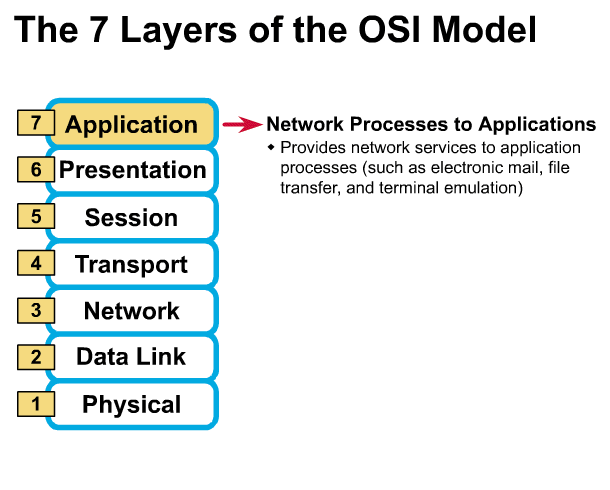 The 7 Layers of the OSI Model
7 Application
Network Processes to Applications
◆ Provides network services to application
processes (such as electronic mail, file
transfer, and terminal emulation)
6 Presentation
5 Session
4 Transport
3 Network
2 Data Link
1 Physical